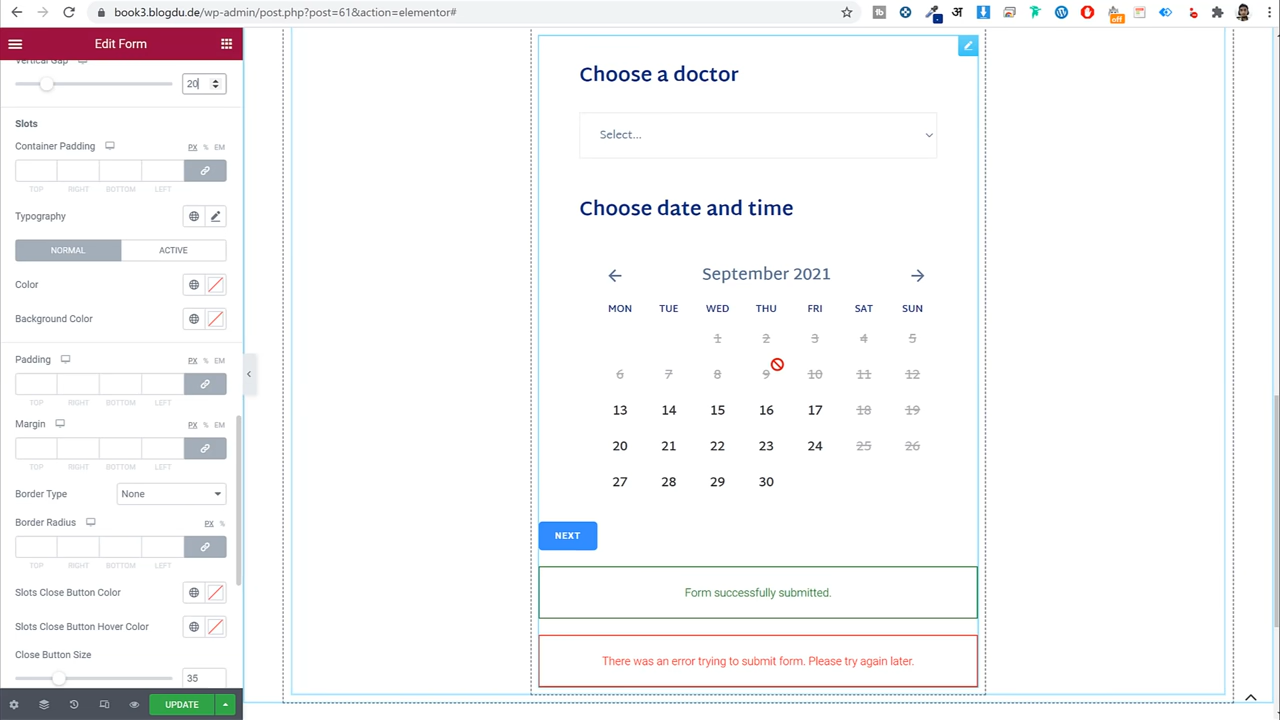 book3.blogdu.de/wp-admin/post.php?post=61&action=elementor#
अ
off
Edit Form
Vertical Gap
20
Slots
Container Padding
PX % EM
TOP RIGHT BOTTOM LEFT
Typography
NORMAL ACTIVE
Color
Background Color
Padding
PX % EM
TOP RIGHT BOTTOM LEFT
Margin
PX % EM
TOP RIGHT BOTTOM LEFT
Border Type
None
Border Radius
PX %
TOP RIGHT BOTTOM LEFT
Slots Close Button Color
Slots Close Button Hover Color
Close Button Size
35
UPDATE
Choose a doctor
Select...
Choose date and time
September 2021
MON TUE WED THU FRI SAT SUN
1 2 3 4 5
6 7 8 9 10 11 12
13 14 15 16 17 18 19
20 21 22 23 24 25 26
27 28 29 30
NEXT
Form successfully submitted.
There was an error trying to submit form. Please try again later.